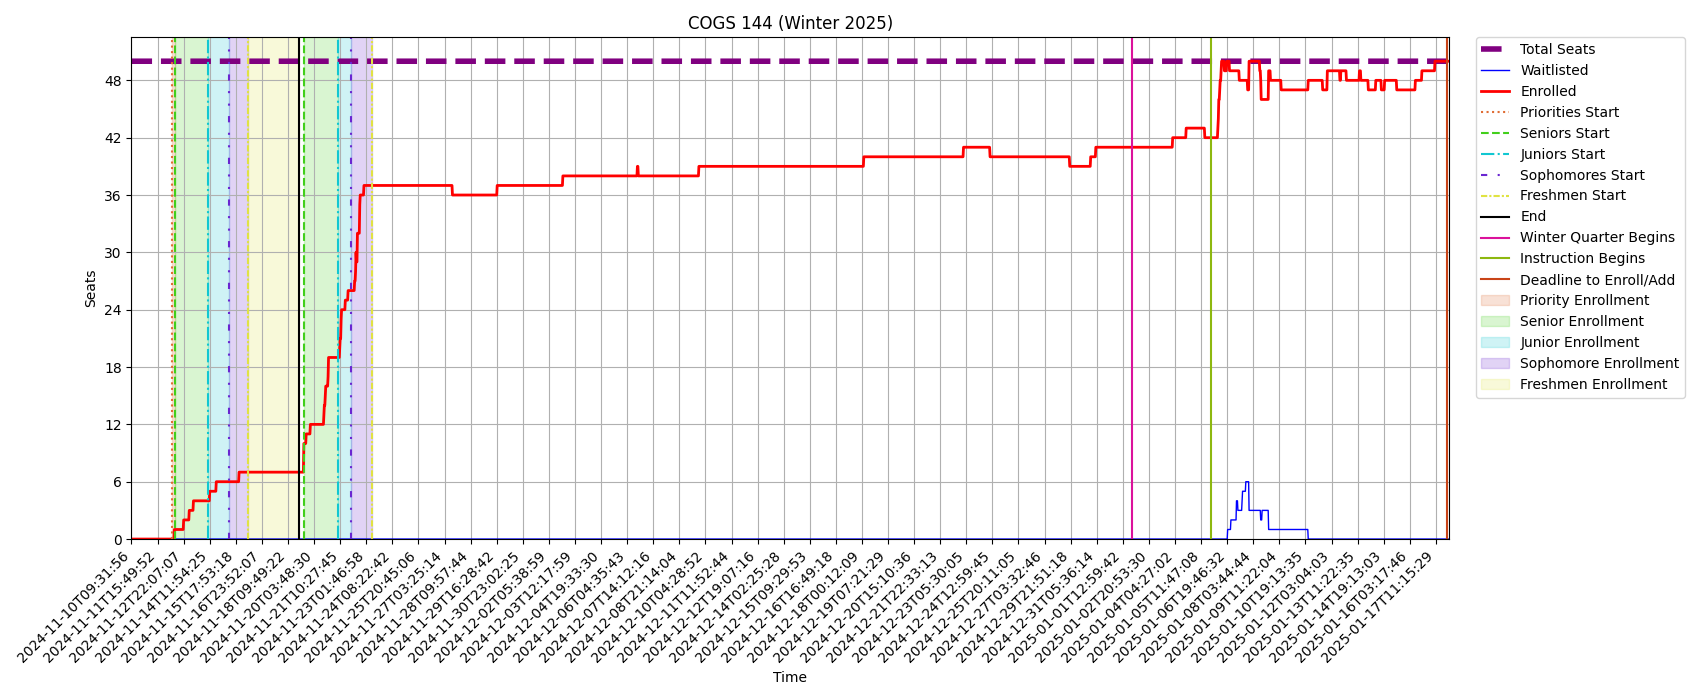 COGS 144 (Winter 2025)
Seats
48
42
36
30
24
18
12
6
0
2024-11-10T09:31:56
2024-11-11T15:49:52
2024-11-12T22:07:07
2024-11-14T11:54:25
2024-11-15T17:53:18
2024-11-16T23:52:07
2024-11-18T09:49:22
2024-11-20T03:48:30
2024-11-21T10:27:45
2024-11-23T01:46:58
2024-11-24T08:22:42
2024-11-25T20:45:06
2024-11-28T03:25:14
2024-11-28T09:57:44
2024-11-29T16:28:42
2024-11-30T23:02:25
2024-12-02T05:38:59
2024-12-03T12:17:59
2024-12-04T19:33:30
2024-12-06T04:35:43
2024-12-07T14:12:16
2024-12-08T21:14:04
2024-12-10T04:28:52
2024-12-11T11:52:44
2024-12-12T19:07:16
2024-12-14T02:25:28
2024-12-15T09:29:53
2024-12-16T16:49:18
2024-12-18T00:12:09
2024-12-19T07:21:29
2024-12-20T15:10:36
2024-12-21T22:33:13
2024-12-23T05:30:05
2024-12-24T12:59:45
2024-12-25T20:11:05
2024-12-27T03:32:46
2024-12-29T21:51:18
2024-12-31T05:36:14
2025-01-01T12:59:42
2025-01-02T20:53:30
2025-01-04T04:27:02
2025-01-05T11:47:08
2025-01-06T19:46:32
2025-01-08T03:44:44
2025-01-09T11:22:04
2025-01-10T19:13:35
2025-01-12T03:04:03
2025-01-13T11:22:35
2025-01-14T19:13:03
2025-01-16T03:17:46
2025-01-17T11:15:29
Time
Total Seats
Waitlisted
Enrolled
Priorities Start
Seniors Start
Juniors Start
Sophomores Start
Freshmen Start
End
Winter Quarter Begins
Instruction Begins
Deadline to Enroll/Add
Priority Enrollment
Senior Enrollment
Junior Enrollment
Sophomore Enrollment
Freshmen Enrollment